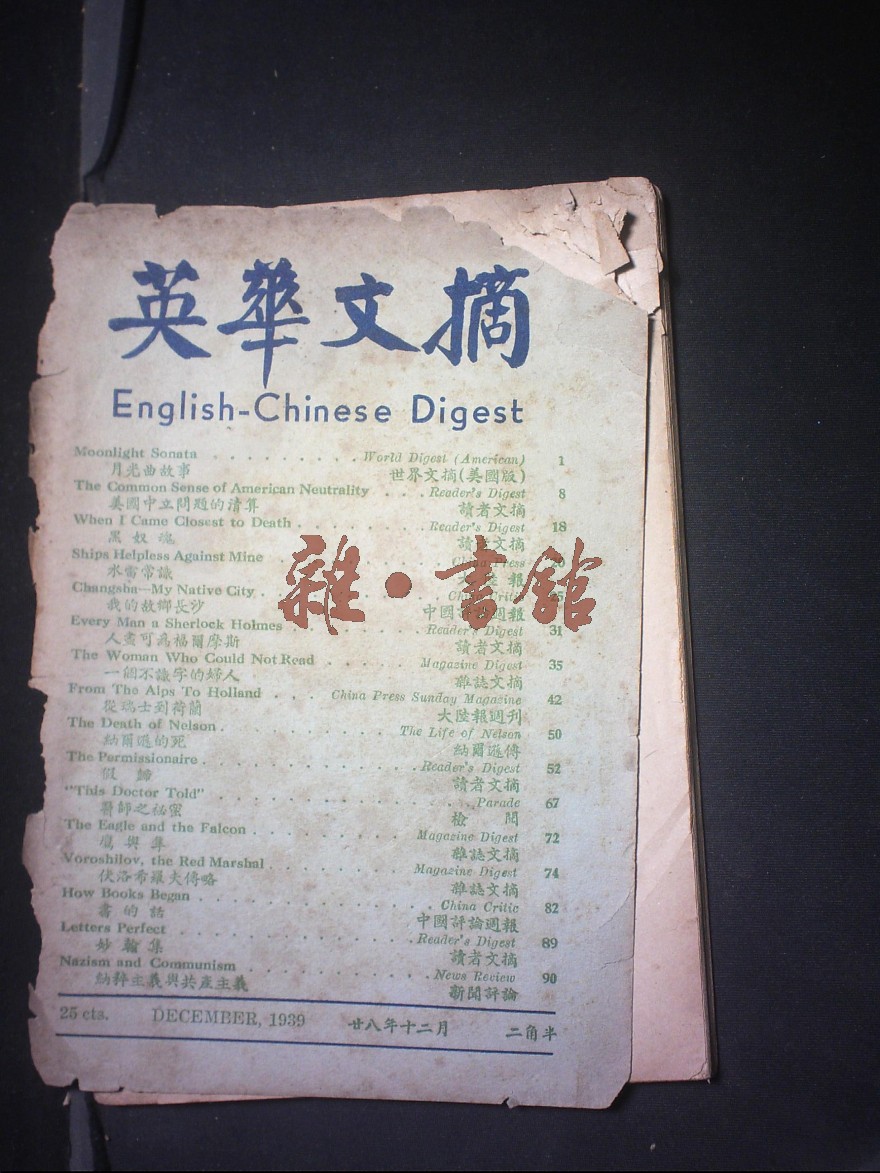 英華文摘
English-Chinese Digest
Moonlight Sonata . . . . . . . . . World Digest (American) 1
月光曲故事 世界文摘(美國版)
The Common Sense of American Neutrality . . Reader's Digest 8
美國中立問題的清算 讀者文摘
When I Came Closest to Death . . . . . . . Reader's Digest 18
黑奴魂 讀者文摘
Ships Helpless Against Mine China Press 20
水雷常識 報
Changsha—My Native City . China Critic
我的故鄉長沙 中國評論週報
Every Man a Sherlock Holmes . . . . . Reader's Digest 31
人盡可爲福爾摩斯 讀者文摘
The Woman Who Could Not Read . . . . . Magazine Digest 35
一個不識字的婦人 雜誌文摘
From The Alps To Holland . . . China Press Sunday Magazine 42
從瑞士到荷蘭 大陸報週刊
The Death of Nelson . . . . . . . . . The Life of Nelson 50
納爾遜的死 納爾遜傳
The Permissionaire . . . . . . . . . . Reader's Digest 52
假歸 讀者文摘
"This Doctor Told" . . . . . . . . . . . . Parade 67
醫師之秘密 檢閱
The Eagle and the Falcon . . . . . . . . Magazine Digest 72
鷹與隼 雜誌文摘
Voroshilov, the Red Marshal . . . . . . . Magazine Digest 74
伏洛希羅夫傳略 雜誌文摘
How Books Began . . . . . . . . . . . China Critic 82
書的話 中國評論週報
Letters Perfect . . . . . . . . . . . Reader's Digest 89
妙翰集 讀者文摘
Nazism and Communism . . . . . . . . . News Review 90
納粹主義與共產主義 新聞評論
25 cts. DECEMBER, 1939 廿八年十二月 二角半
雜·書舘